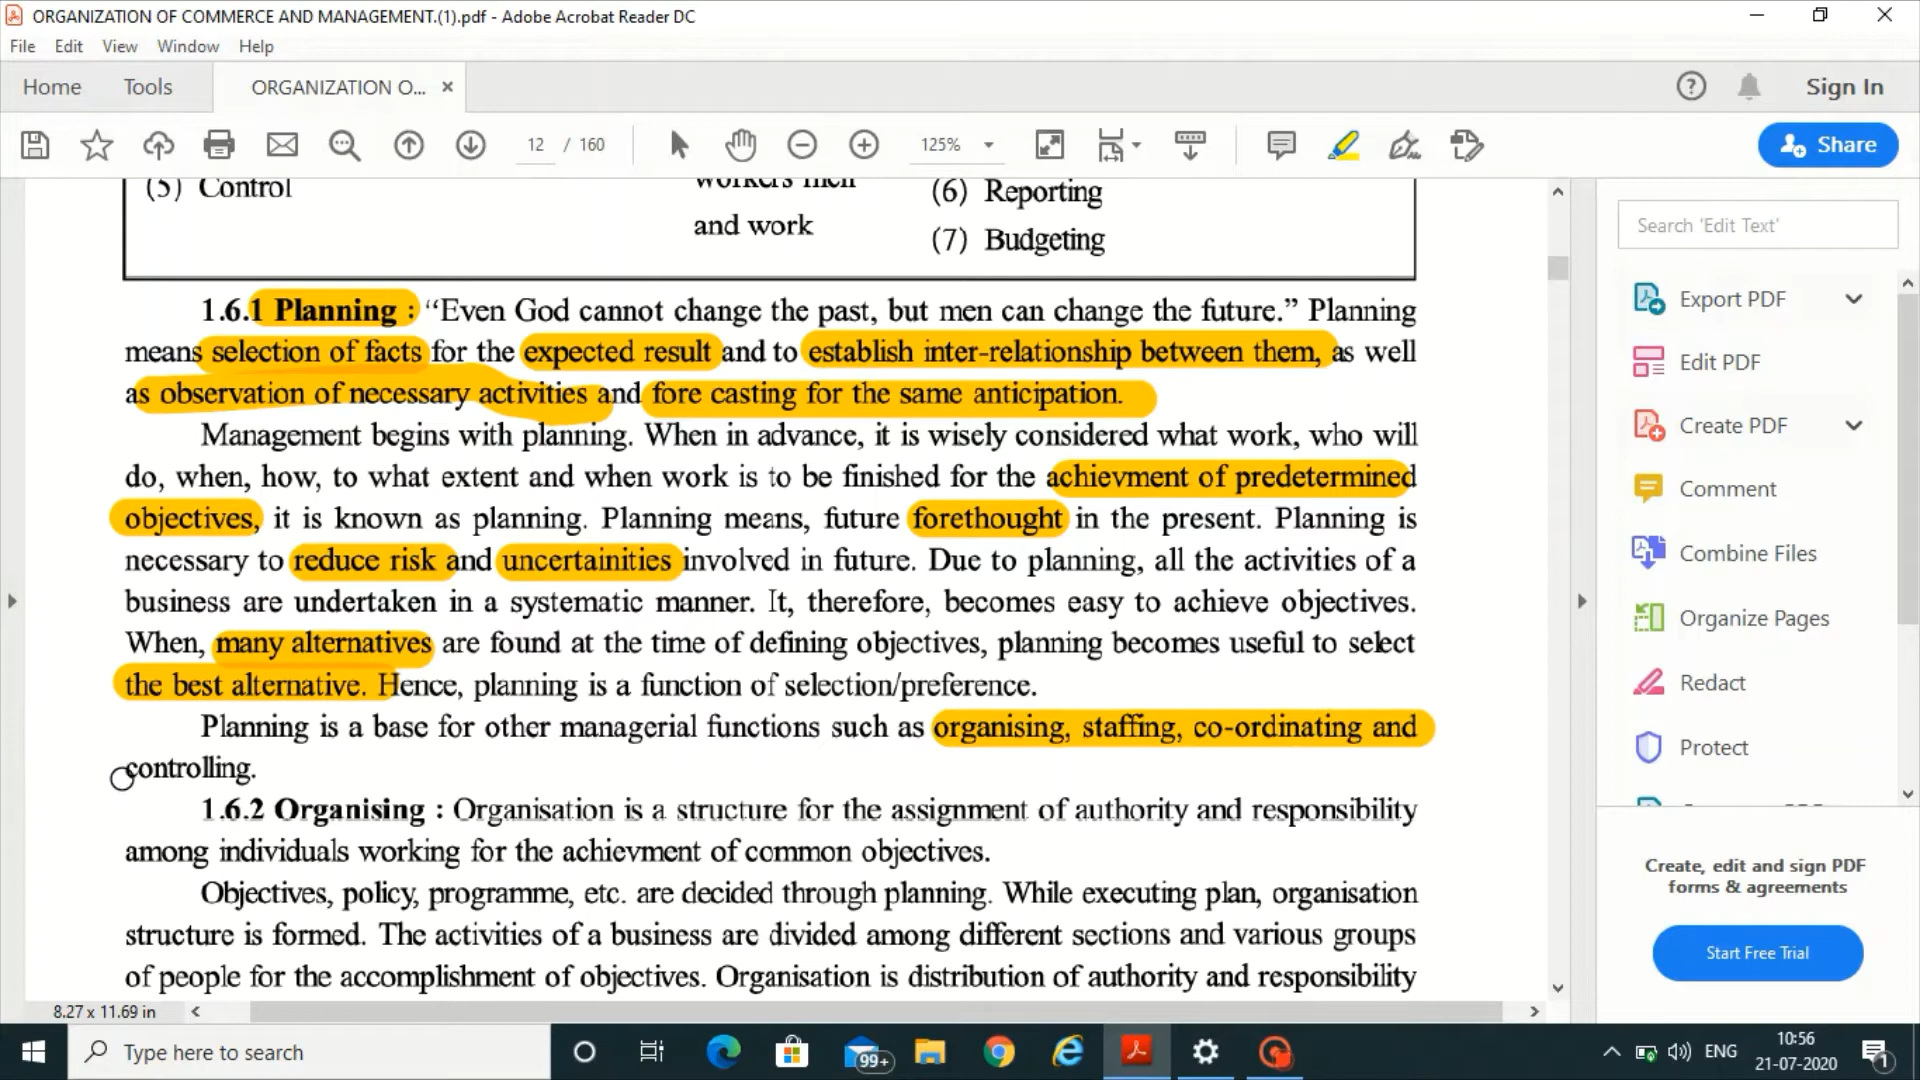 ORGANIZATION OF COMMERCE AND MANAGEMENT.(1).pdf - Adobe Acrobat Reader DC
File Edit View Window Help
Home Tools ORGANIZATION O... × Sign In
12 / 160 125% Share
(5) Control workers men (6) Reporting
and work (7) Budgeting
1.6.1 Planning : “Even God cannot change the past, but men can change the future.” Planning
means selection of facts for the expected result and to establish inter-relationship between them, as well
as observation of necessary activities and fore casting for the same anticipation.
Management begins with planning. When in advance, it is wisely considered what work, who will
do, when, how, to what extent and when work is to be finished for the achievment of predetermined
objectives, it is known as planning. Planning means, future forethought in the present. Planning is
necessary to reduce risk and uncertainities involved in future. Due to planning, all the activities of a
business are undertaken in a systematic manner. It, therefore, becomes easy to achieve objectives.
When, many alternatives are found at the time of defining objectives, planning becomes useful to select
the best alternative. Hence, planning is a function of selection/preference.
Planning is a base for other managerial functions such as organising, staffing, co-ordinating and
controlling.
1.6.2 Organising : Organisation is a structure for the assignment of authority and responsibility
among individuals working for the achievment of common objectives.
Objectives, policy, programme, etc. are decided through planning. While executing plan, organisation
structure is formed. The activities of a business are divided among different sections and various groups
of people for the accomplishment of objectives. Organisation is distribution of authority and responsibility
8.27 x 11.69 in
Search 'Edit Text'
Export PDF
Edit PDF
Create PDF
Comment
Combine Files
Organize Pages
Redact
Protect
Create, edit and sign PDF
forms & agreements
Start Free Trial
Type here to search
99+
ENG
10:56
21-07-2020
1